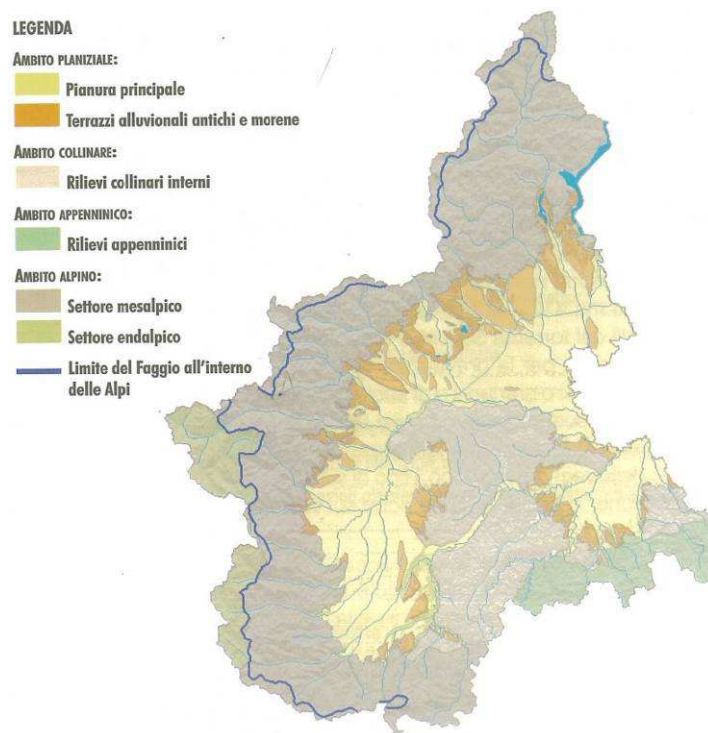 LEGENDA
AMBITO PLANIZIALE:
Pianura principale
Terrazzi alluvionali antichi e morene
AMBITO COLLINARE:
Rilievi collinari interni
AMBITO APPENNINICO:
Rilievi appenninici
AMBITO ALPINO:
Settore mesalpico
Settore endalpico
Limite del Faggio all'interno
delle Alpi